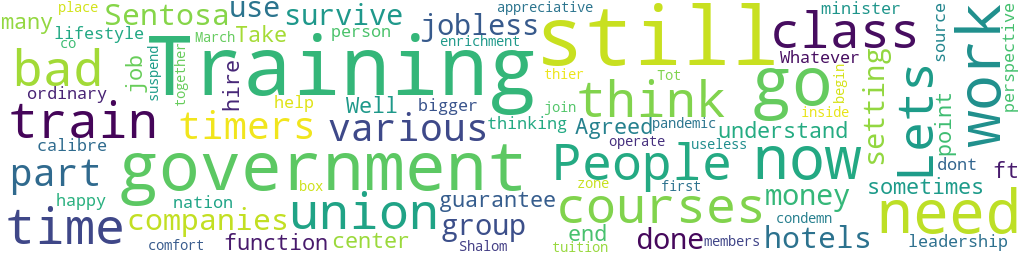 many
place
Sentosa
use
survive
jobless
appreciative
still
class
minister
source
work
perspective
lifestyle
co
March
Take
person
enrichment
Training
bad
job
suspend
together
hire
thier
Tot
think
go
Whatever
begin
inside
setting
Lets
point
ordinary
help
Well
bigger
join
train
timers
various
thinking
Agreed
pandemic
understand
calibre
government
operate
useless
People
now
dont
ft
part
box
zone
first
money
sometimes
happy
nation
union
guarantee
courses
need
time
companies
group
end
done
condemn
hotels
comfort
function
center
Shalom
tuition
members
leadership